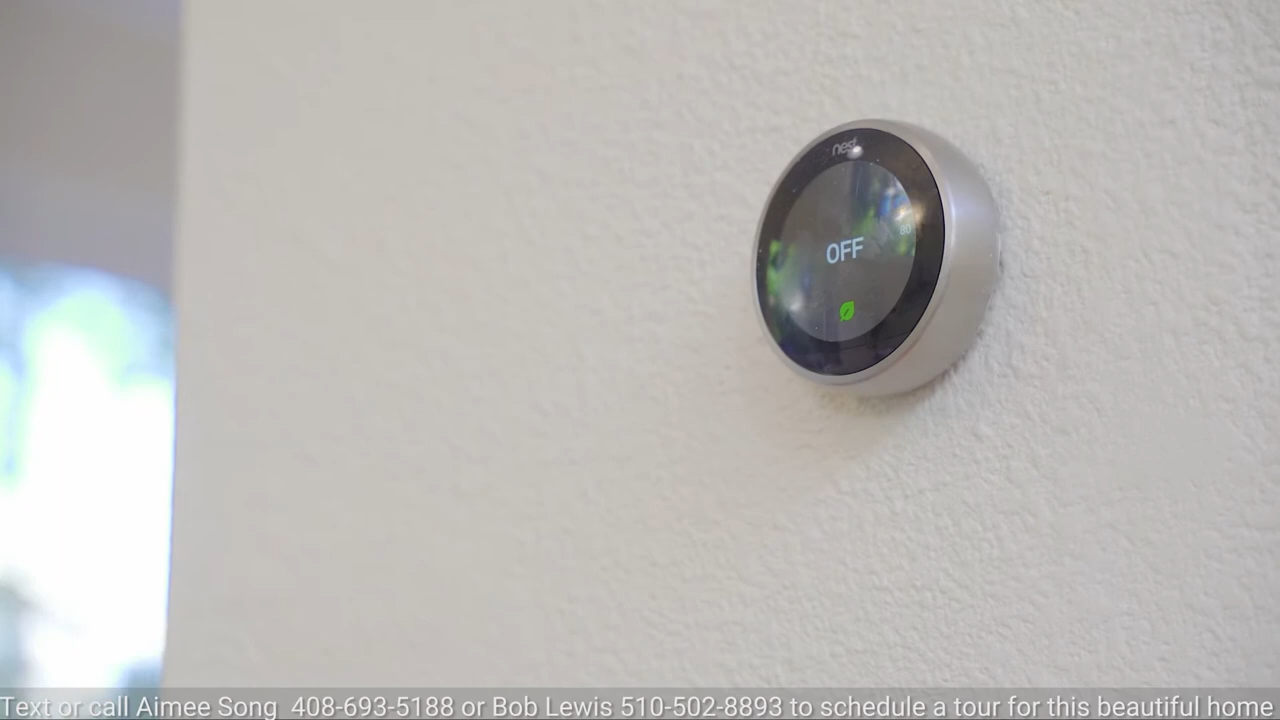 nest
80
OFF
Text or call Aimee Song 408-693-5188 or Bob Lewis 510-502-8893 to schedule a tour for this beautiful home